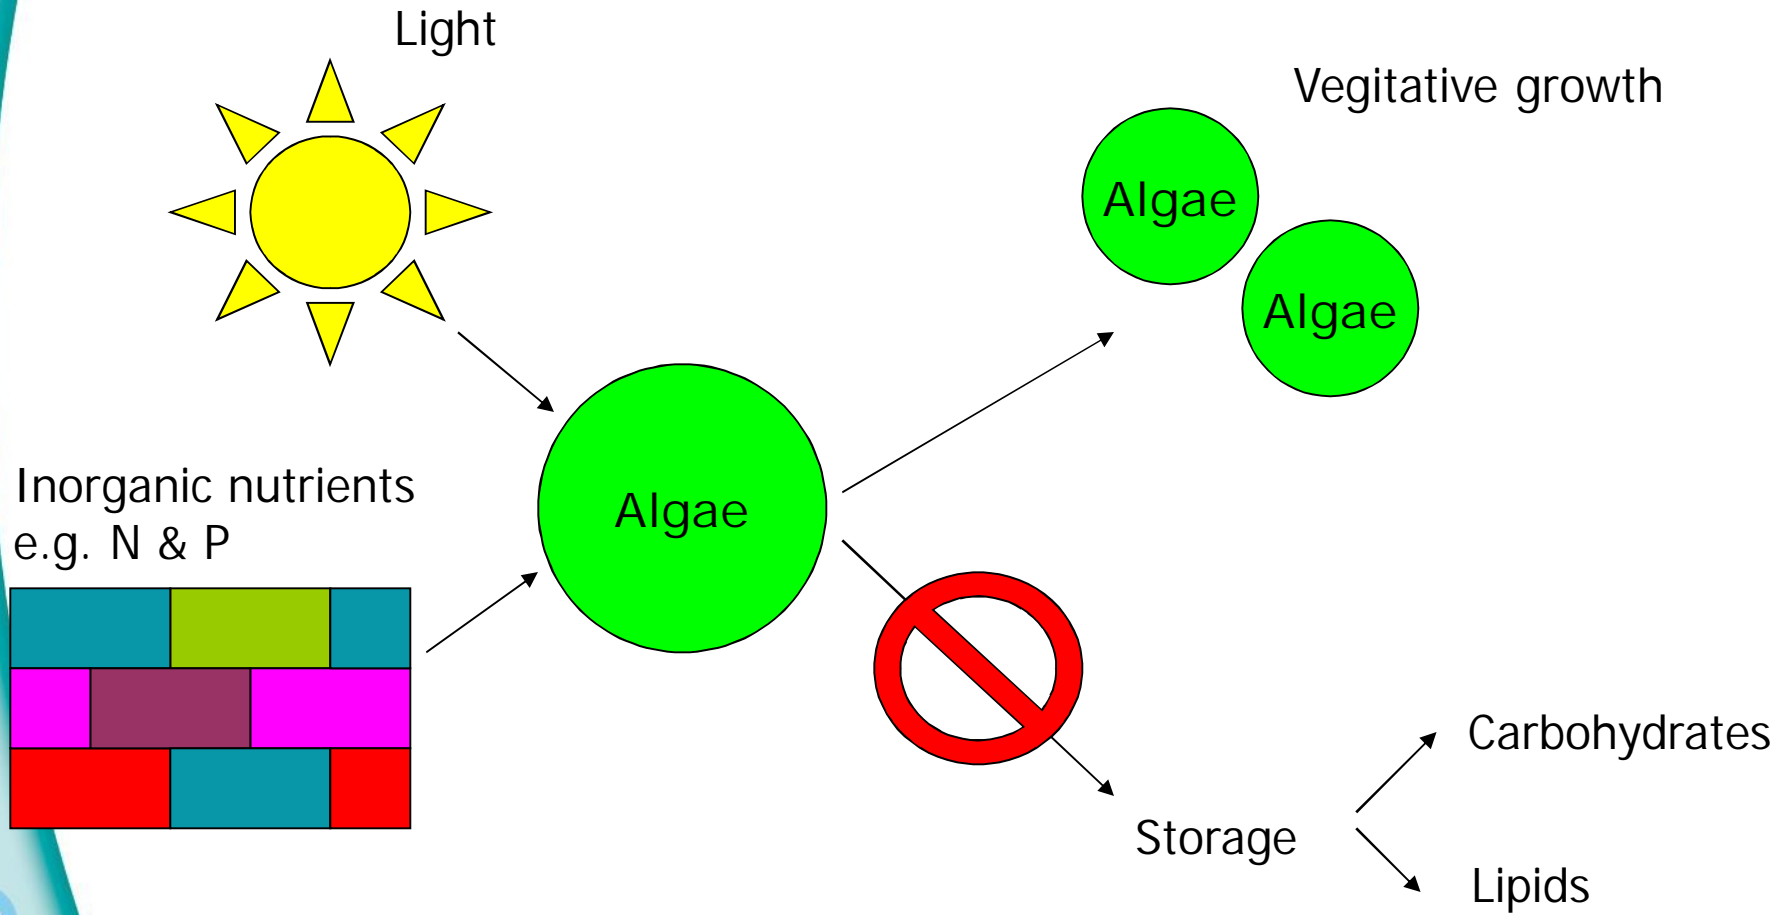 Light
Vegitative growth
Algae
Algae
Inorganic nutrients
e.g. N & P
Algae
Carbohydrates
Storage
Lipids